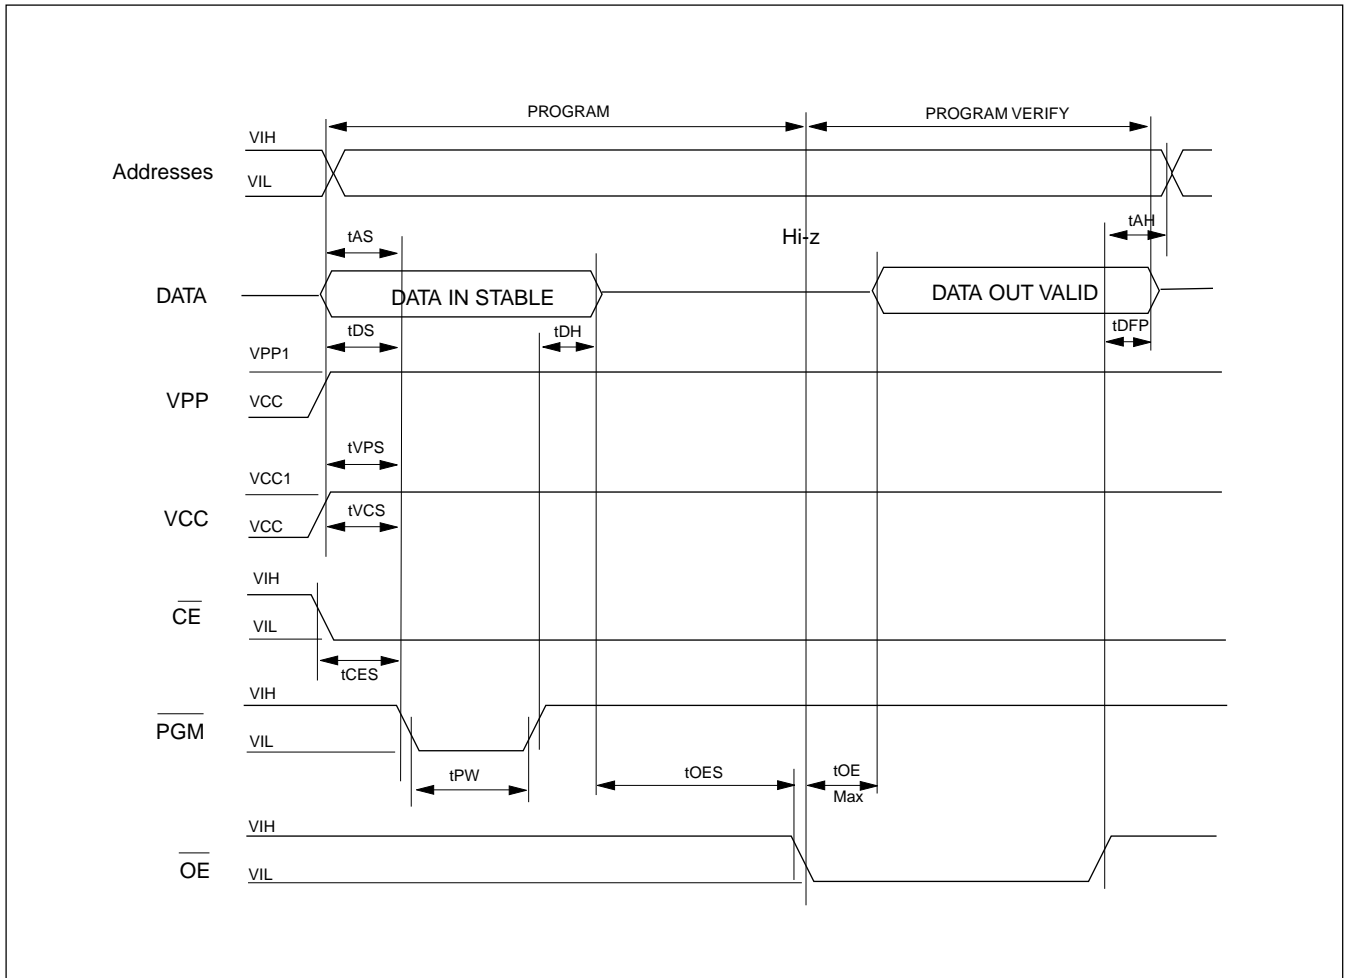 PROGRAM
PROGRAM VERIFY
VIH
Addresses
VIL
tAS
Hi-z
tAH
DATA
DATA IN STABLE
DATA OUT VALID
tDS
tDH
tDFP
VPP1
VPP
VCC
tVPS
VCC1
VCC
VCC
tVCS
VIH
CE
VIL
tCES
VIH
PGM
VIL
tPW
tOES
tOE
Max
VIH
OE
VIL